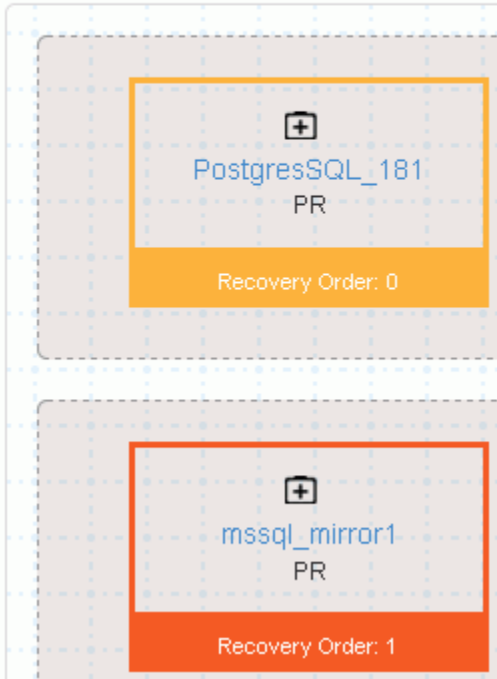 PostgresSQL_181
PR
Recovery Order: 0
mssql_mirror1
PR
Recovery Order: 1